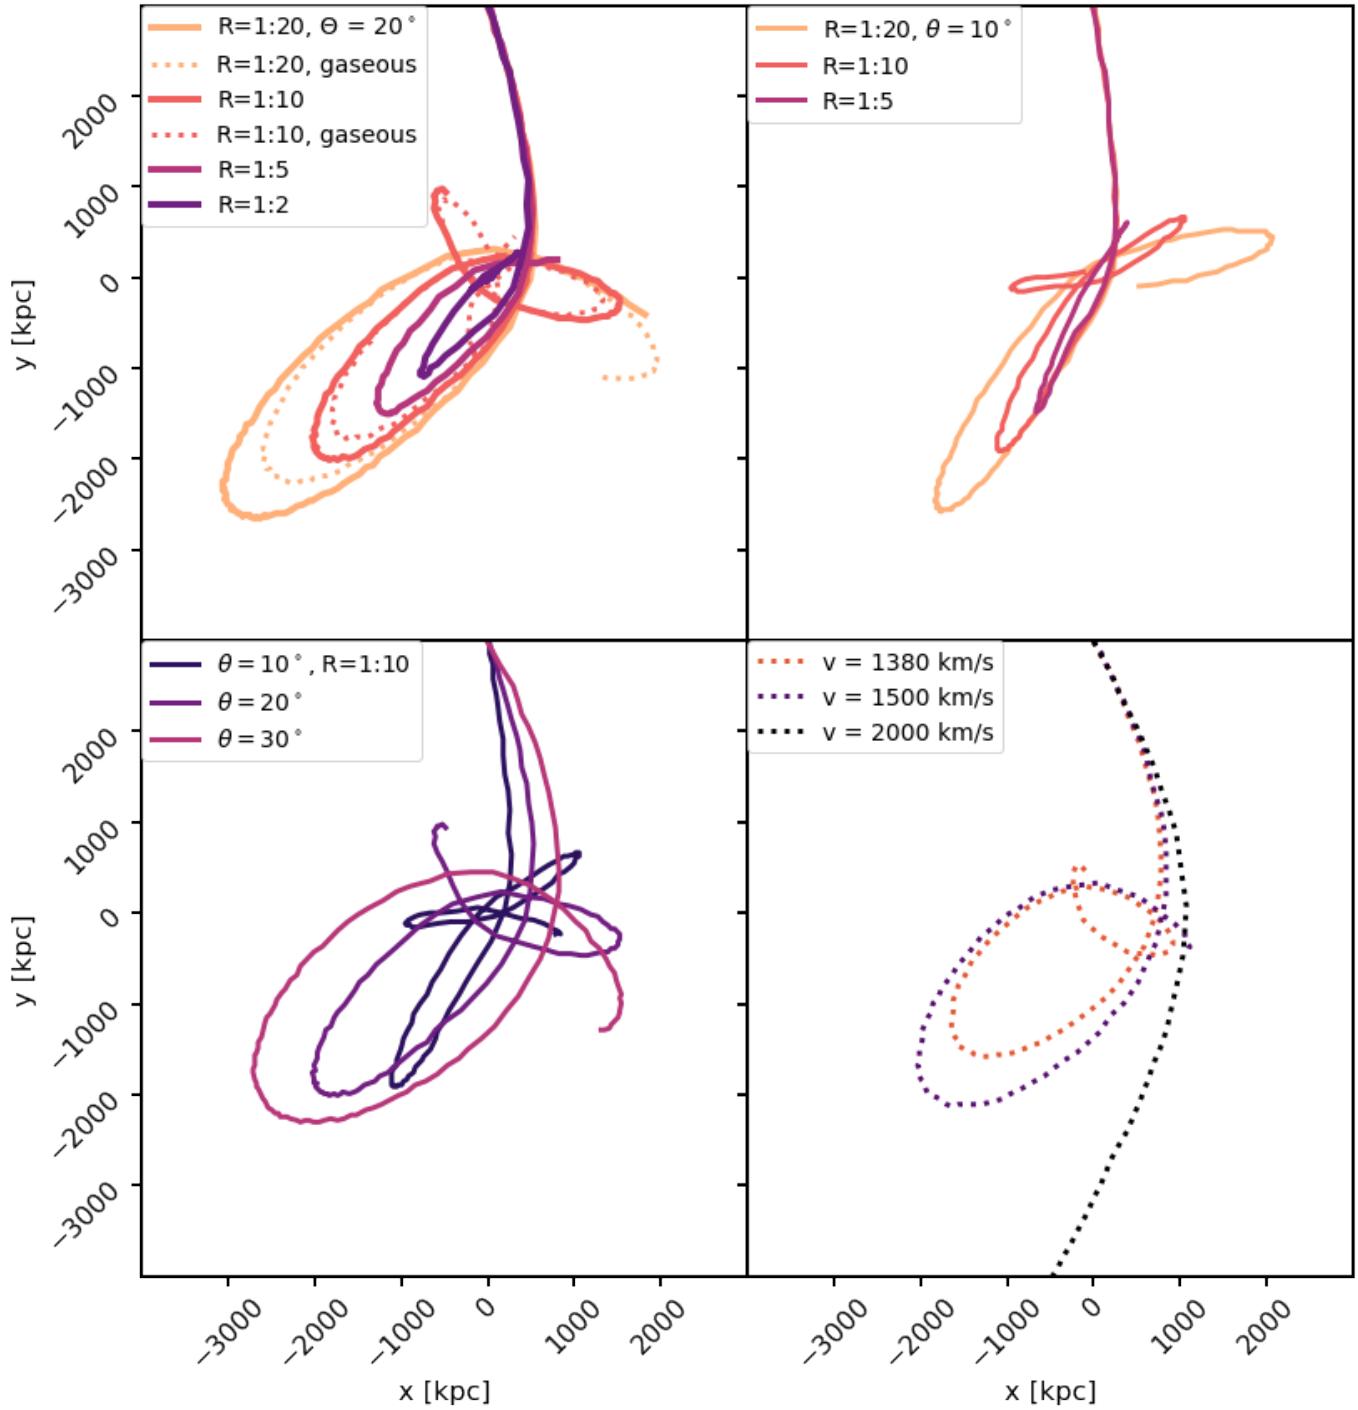 R=1:20, Θ = 20°
R=1:20, gaseous
R=1:10
R=1:10, gaseous
R=1:5
R=1:2
R=1:20, θ = 10°
R=1:10
R=1:5
y [kpc]
2000
1000
0
−1000
−2000
−3000
θ = 10°, R=1:10
θ = 20°
θ = 30°
v = 1380 km/s
v = 1500 km/s
v = 2000 km/s
y [kpc]
2000
1000
0
−1000
−2000
−3000
−3000 −2000 −1000 0 1000 2000
−3000 −2000 −1000 0 1000 2000
x [kpc]
x [kpc]